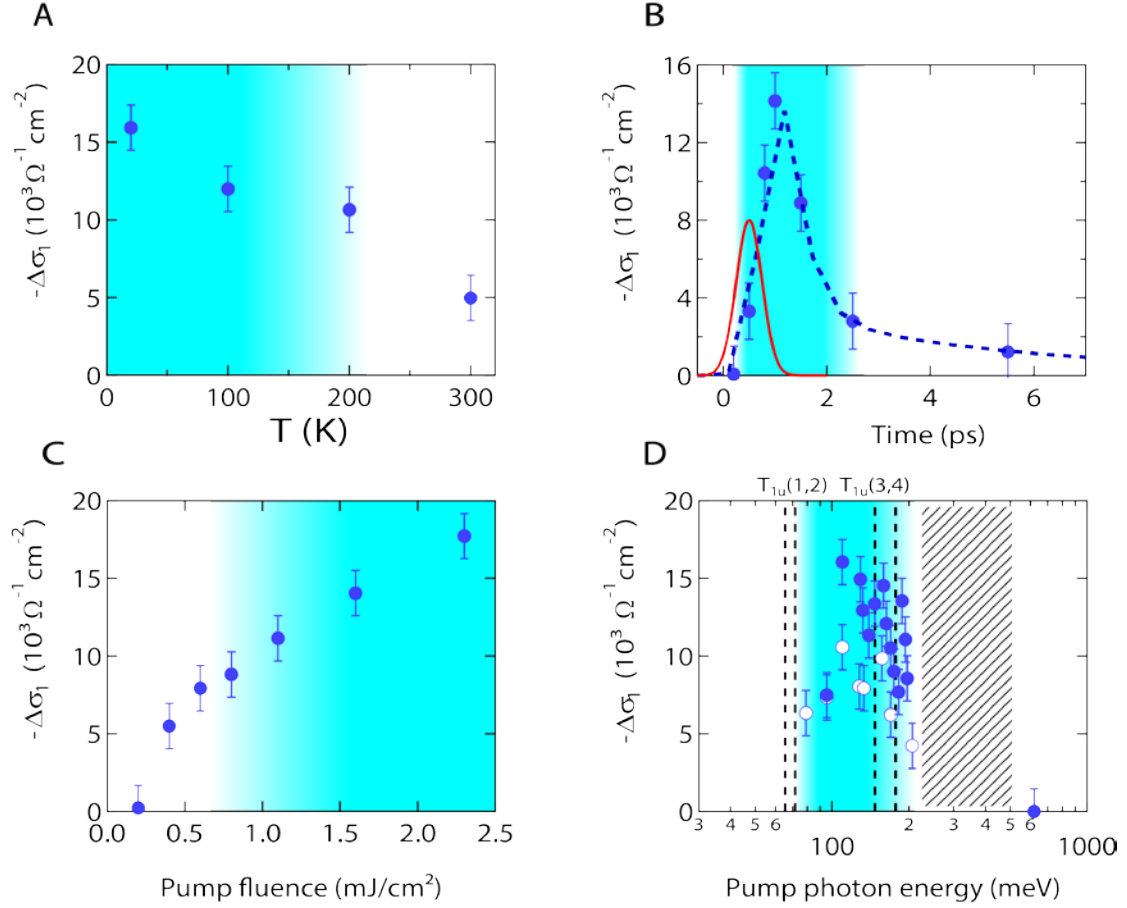 A
20
15
10
5
0
-Δσ₁ (10³ Ω⁻¹ cm⁻²)
0 100 200 300
T (K)
B
16
12
8
4
0
-Δσ₁ (10³ Ω⁻¹ cm⁻²)
0 2 4 6
Time (ps)
C
20
15
10
5
0
-Δσ₁ (10³ Ω⁻¹ cm⁻²)
0.0 0.5 1.0 1.5 2.0 2.5
Pump fluence (mJ/cm²)
D
T₁ᵤ(1,2) T₁ᵤ(3,4)
20
15
10
5
0
-Δσ₁ (10³ Ω⁻¹ cm⁻²)
3 4 5 6 2 3 4 5 6
100 1000
Pump photon energy (meV)